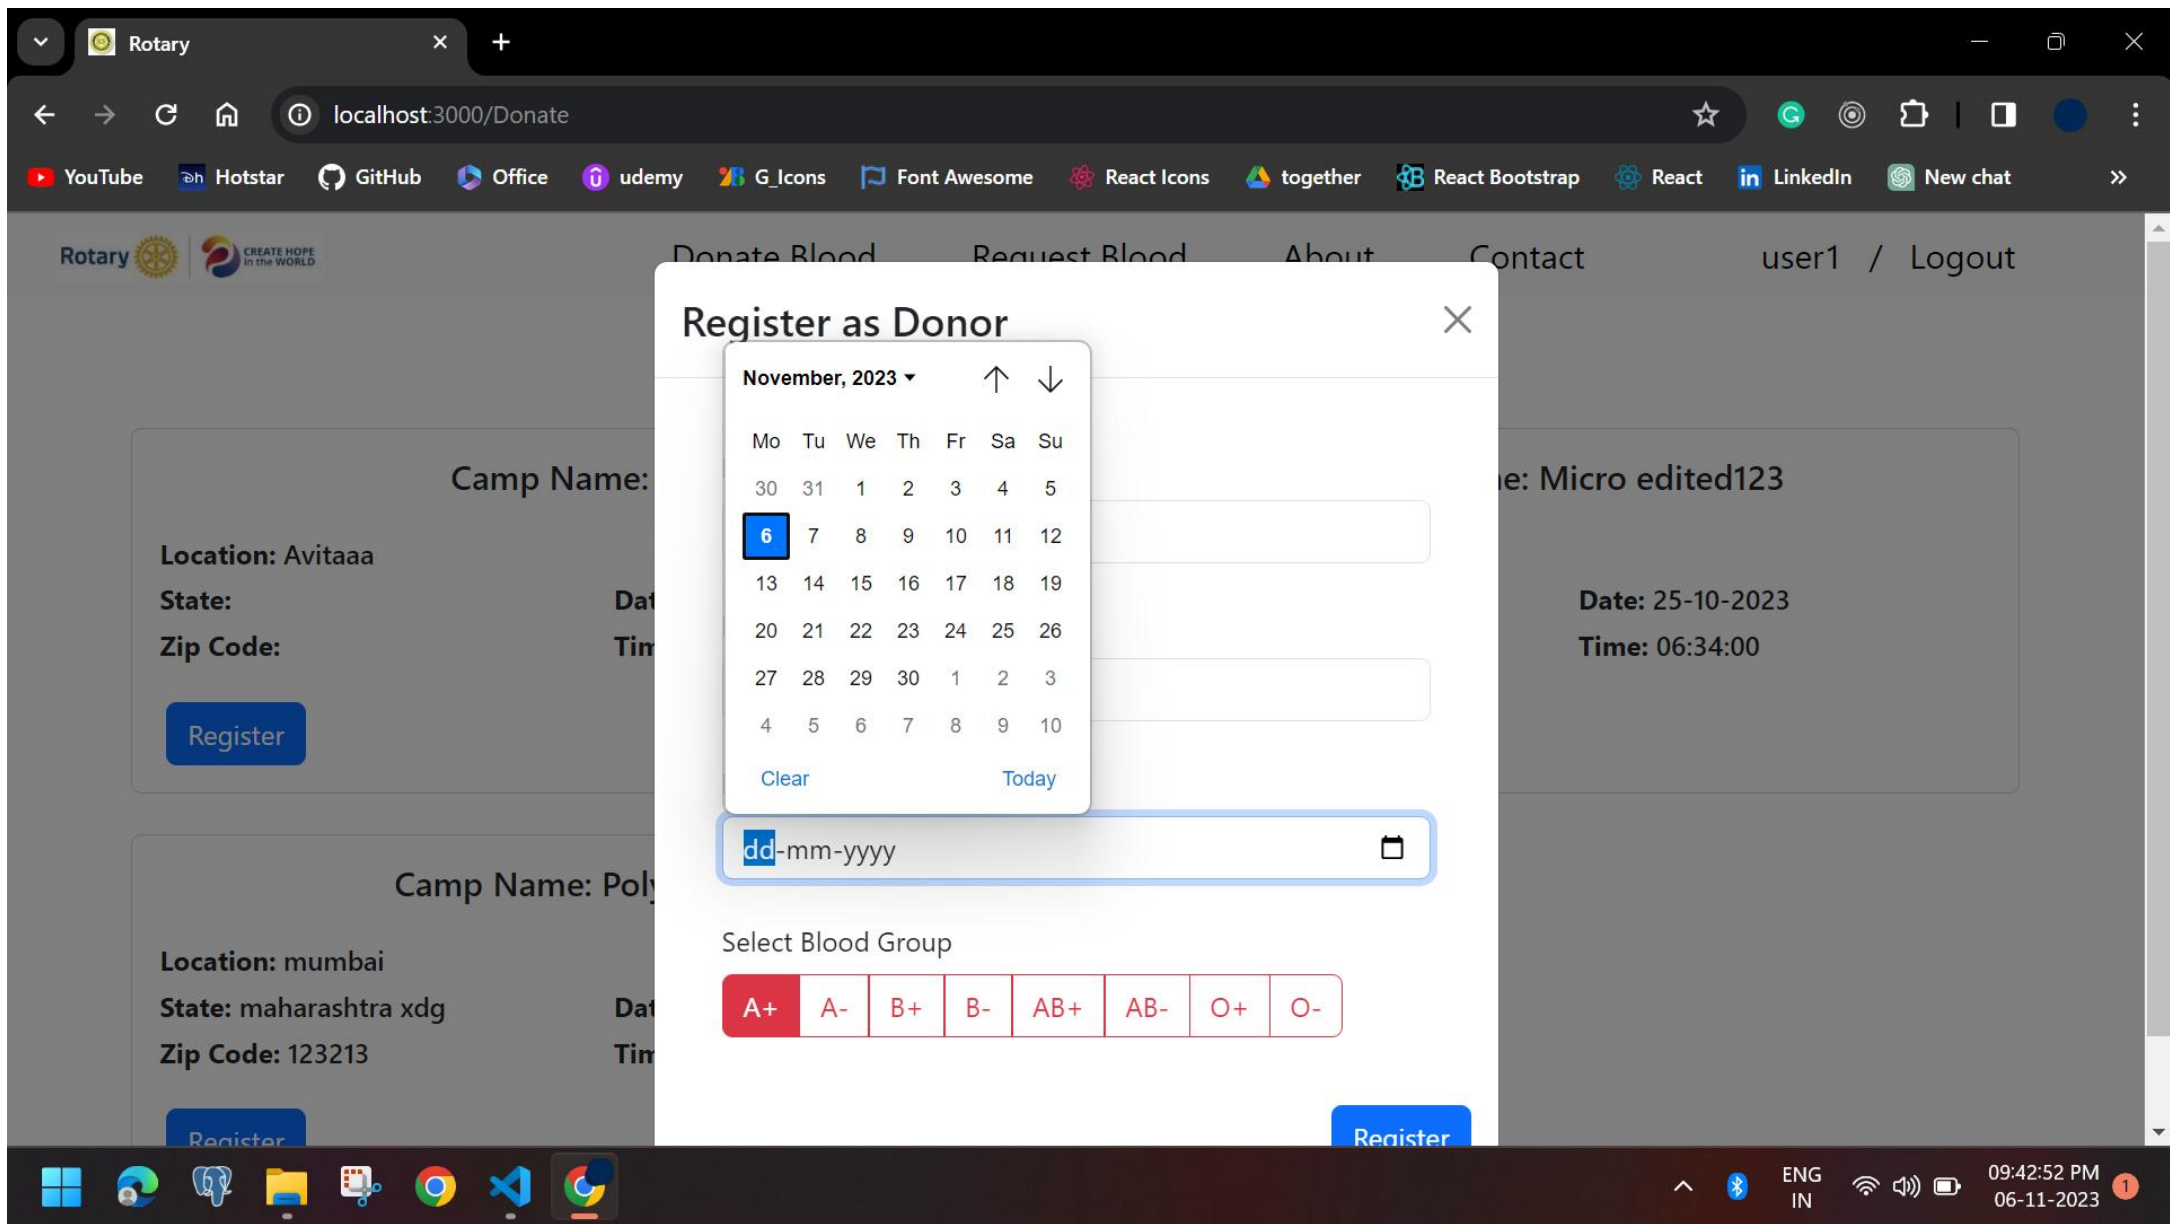 Rotary
localhost:3000/Donate
YouTube Hotstar GitHub Office udemy G_Icons Font Awesome React Icons together React Bootstrap React LinkedIn New chat
Rotary CREATE HOPE in the WORLD
Donate Blood Request Blood About Contact user1 / Logout
Register as Donor
November, 2023
Mo Tu We Th Fr Sa Su
30 31 1 2 3 4 5
6 7 8 9 10 11 12
13 14 15 16 17 18 19
20 21 22 23 24 25 26
27 28 29 30 1 2 3
4 5 6 7 8 9 10
Clear Today
dd-mm-yyyy
Select Blood Group
A+ A- B+ B- AB+ AB- O+ O-
Register
Camp Name:
Location: Avitaaa
State:
Zip Code:
Register
Micro edited123
Date: 25-10-2023
Time: 06:34:00
Camp Name:
Location: mumbai
State: maharashtra xdg
Zip Code: 123213
Register
ENG
IN
09:42:52 PM
06-11-2023
1